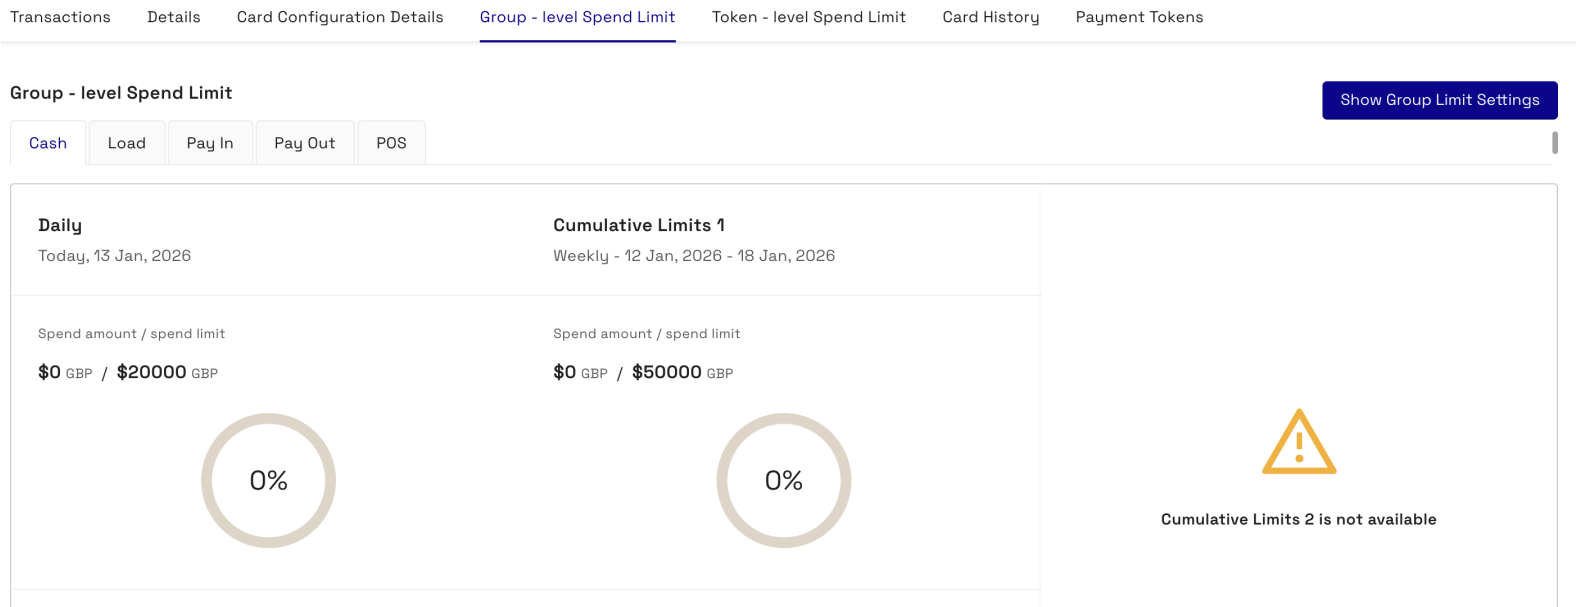 Transactions Details Card Configuration Details Group - level Spend Limit Token - level Spend Limit Card History Payment Tokens
Group - level Spend Limit
Show Group Limit Settings
Cash Load Pay In Pay Out POS
Daily
Today, 13 Jan, 2026
Spend amount / spend limit
$0 GBP / $20000 GBP
0%
Cumulative Limits 1
Weekly - 12 Jan, 2026 - 18 Jan, 2026
Spend amount / spend limit
$0 GBP / $50000 GBP
0%
Cumulative Limits 2 is not available